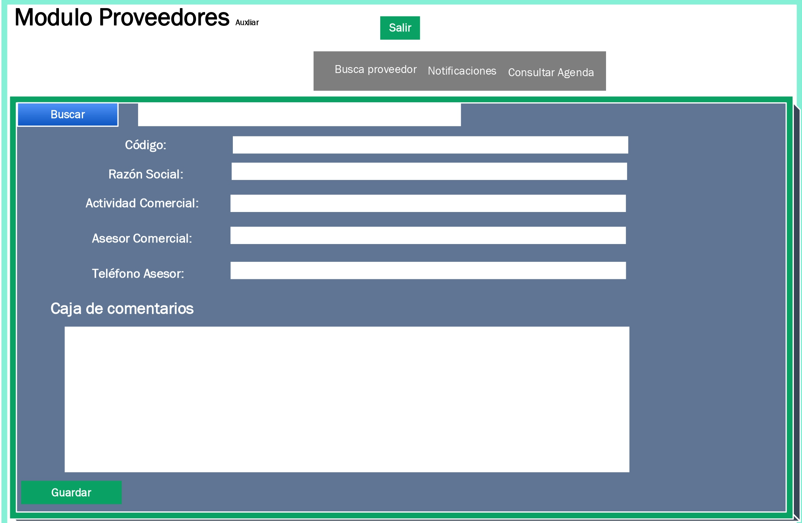 Modulo Proveedores Auxliar
Salir
Busca proveedor Notificaciones Consultar Agenda
Buscar
Código:
Razón Social:
Actividad Comercial:
Asesor Comercial:
Teléfono Asesor:
Caja de comentarios
Guardar